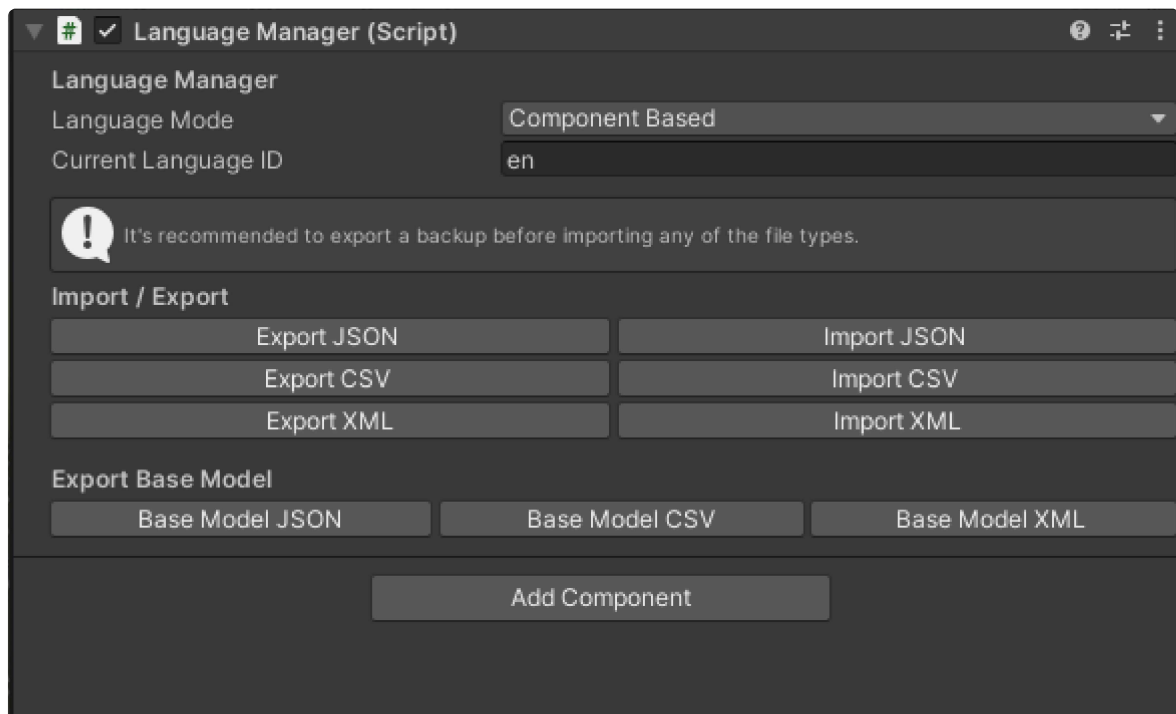 Language Manager (Script)
Language Manager
Language Mode Component Based
Current Language ID en
It's recommended to export a backup before importing any of the file types.
Import / Export
Export JSON Import JSON
Export CSV Import CSV
Export XML Import XML
Export Base Model
Base Model JSON Base Model CSV Base Model XML
Add Component